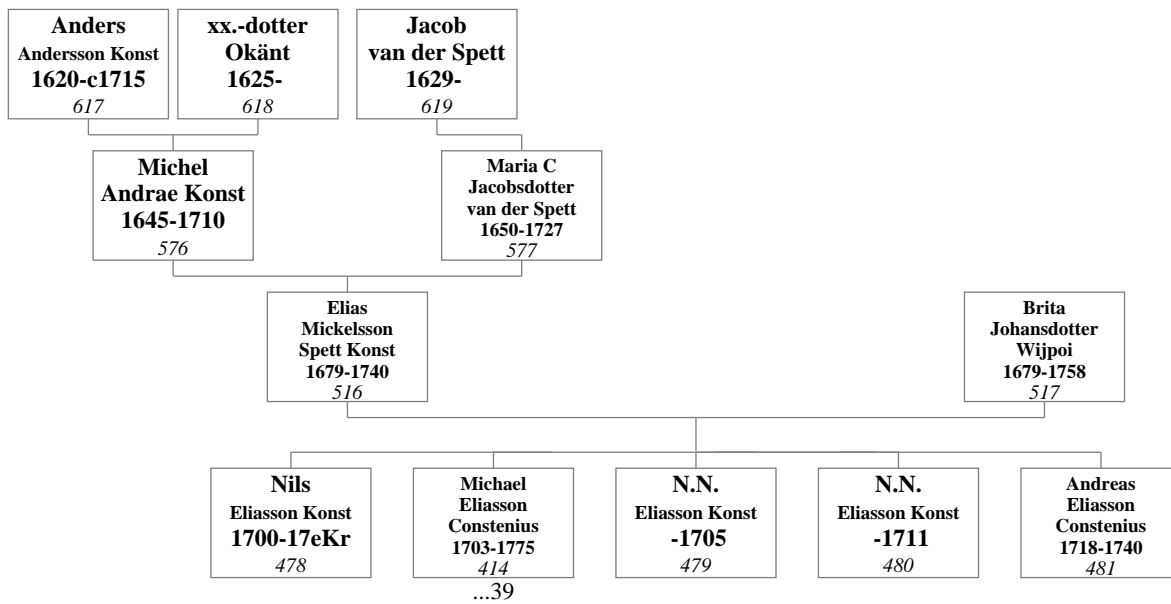 Anders
Andersson Konst
1620-c1715
617
xx.-dotter
Okänt
1625-
618
Jacob
van der Spett
1629-
619
Michel
Andrae Konst
1645-1710
576
Maria C
Jacobsdotter
van der Spett
1650-1727
577
Elias
Mickelsson
Spett Konst
1679-1740
516
Brita
Johansdotter
Wijpoi
1679-1758
517
Nils
Eliasson Konst
1700-17eKr
478
Michael
Eliasson
Constenius
1703-1775
414
...39
N.N.
Eliasson Konst
-1705
479
N.N.
Eliasson Konst
-1711
480
Andreas
Eliasson
Constenius
1718-1740
481